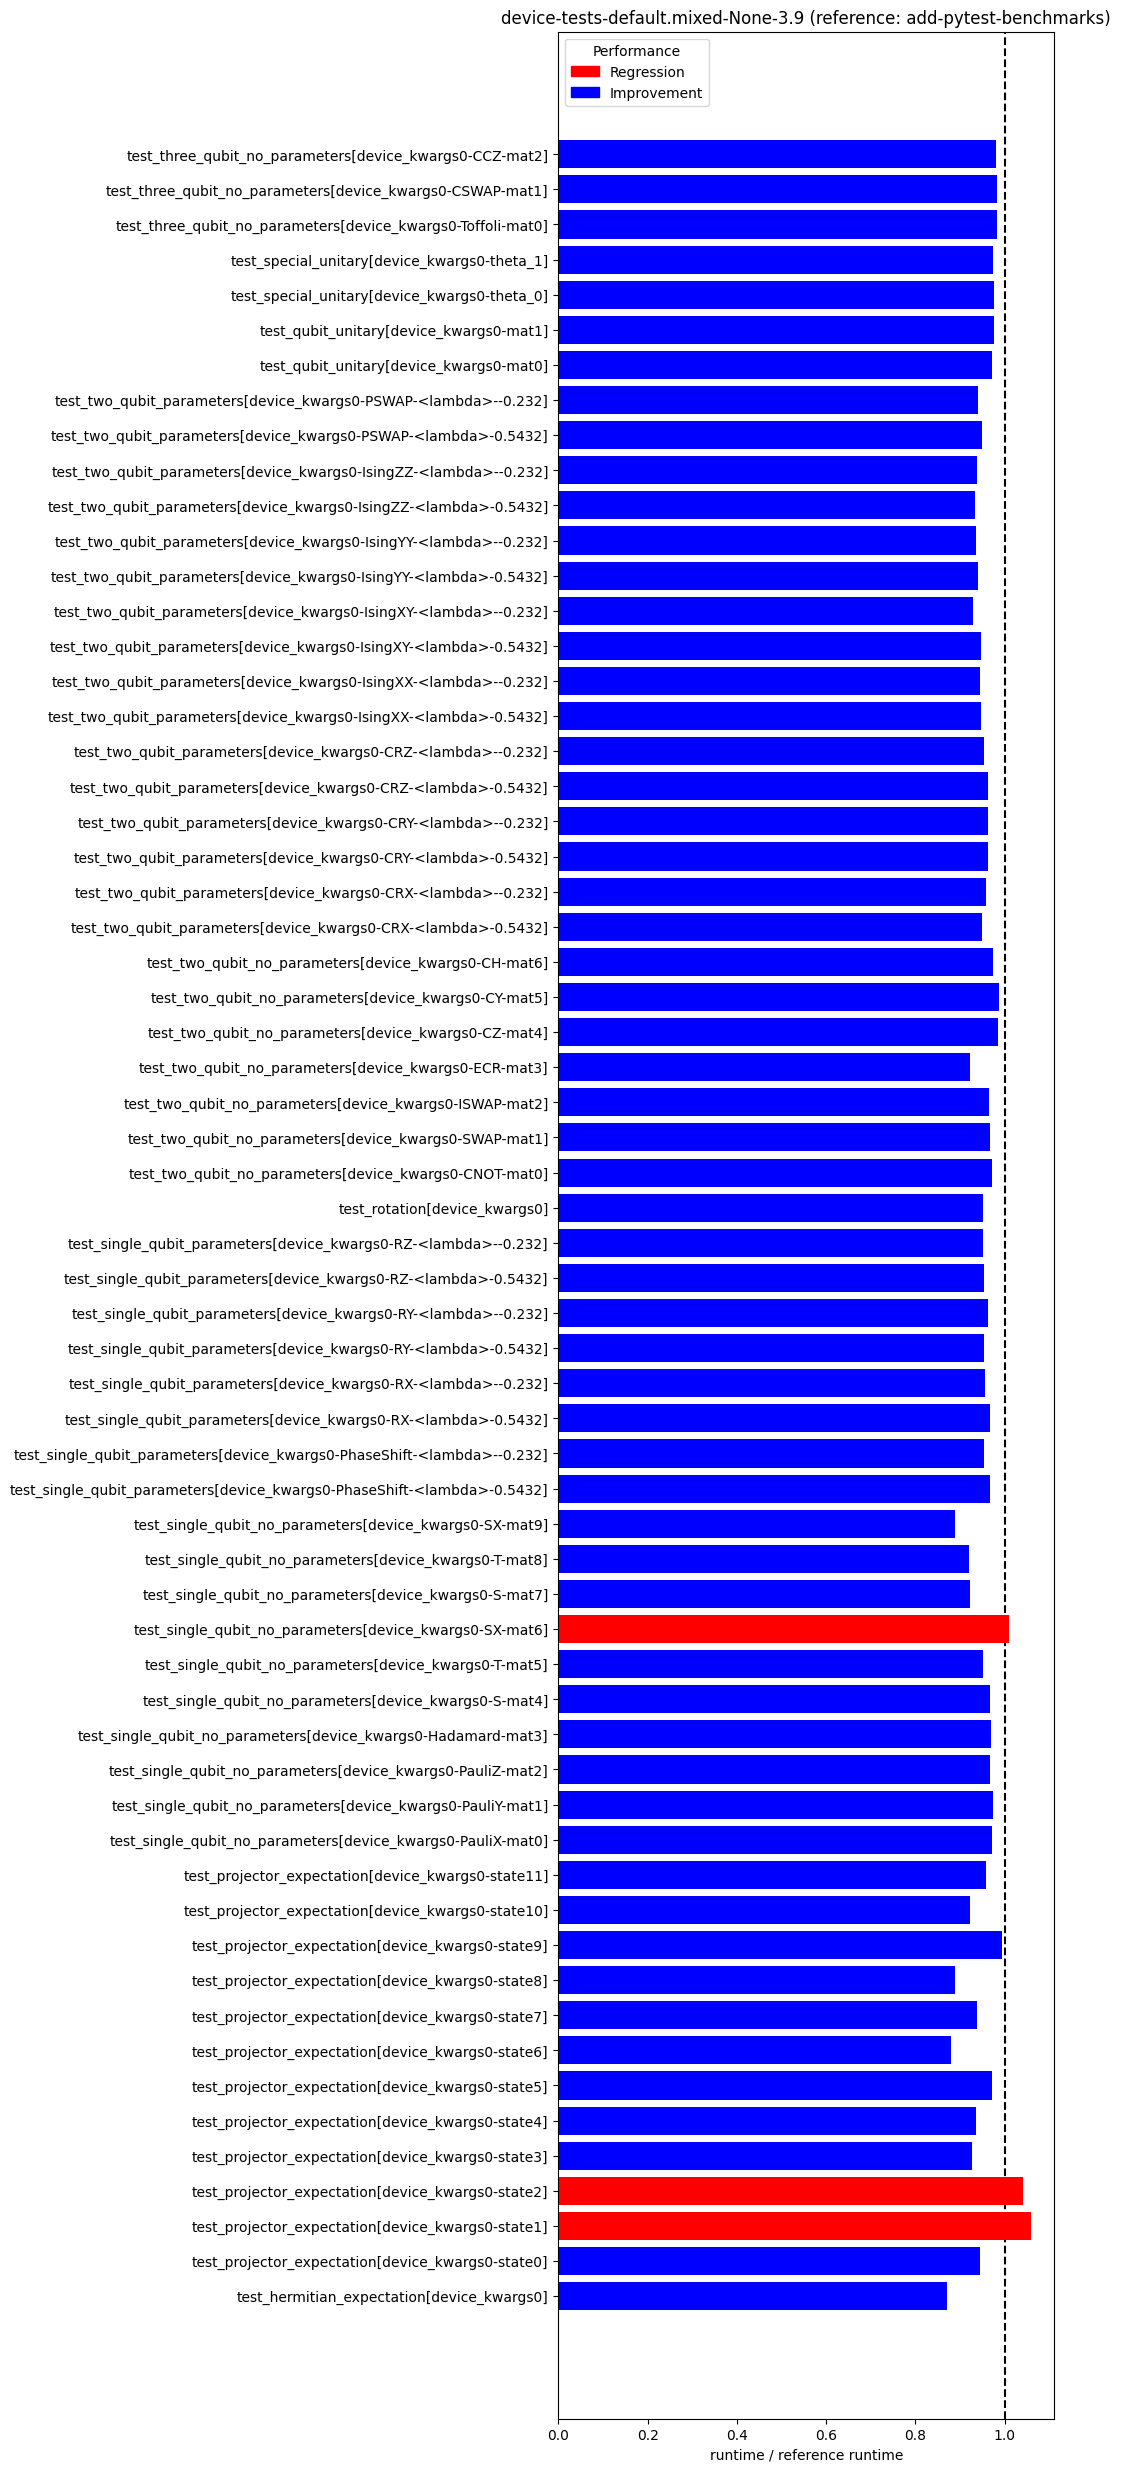 device-tests-default.mixed-None-3.9 (reference: add-pytest-benchmarks)
Performance
Regression
Improvement
test_three_qubit_no_parameters[device_kwargs0-CCZ-mat2]
test_three_qubit_no_parameters[device_kwargs0-CSWAP-mat1]
test_three_qubit_no_parameters[device_kwargs0-Toffoli-mat0]
test_special_unitary[device_kwargs0-theta_1]
test_special_unitary[device_kwargs0-theta_0]
test_qubit_unitary[device_kwargs0-mat1]
test_qubit_unitary[device_kwargs0-mat0]
test_two_qubit_parameters[device_kwargs0-PSWAP-<lambda>--0.232]
test_two_qubit_parameters[device_kwargs0-PSWAP-<lambda>-0.5432]
test_two_qubit_parameters[device_kwargs0-IsingZZ-<lambda>--0.232]
test_two_qubit_parameters[device_kwargs0-IsingZZ-<lambda>-0.5432]
test_two_qubit_parameters[device_kwargs0-IsingYY-<lambda>--0.232]
test_two_qubit_parameters[device_kwargs0-IsingYY-<lambda>-0.5432]
test_two_qubit_parameters[device_kwargs0-IsingXY-<lambda>--0.232]
test_two_qubit_parameters[device_kwargs0-IsingXY-<lambda>-0.5432]
test_two_qubit_parameters[device_kwargs0-IsingXX-<lambda>--0.232]
test_two_qubit_parameters[device_kwargs0-IsingXX-<lambda>-0.5432]
test_two_qubit_parameters[device_kwargs0-CRZ-<lambda>--0.232]
test_two_qubit_parameters[device_kwargs0-CRZ-<lambda>-0.5432]
test_two_qubit_parameters[device_kwargs0-CRY-<lambda>--0.232]
test_two_qubit_parameters[device_kwargs0-CRY-<lambda>-0.5432]
test_two_qubit_parameters[device_kwargs0-CRX-<lambda>--0.232]
test_two_qubit_parameters[device_kwargs0-CRX-<lambda>-0.5432]
test_two_qubit_no_parameters[device_kwargs0-CH-mat6]
test_two_qubit_no_parameters[device_kwargs0-CY-mat5]
test_two_qubit_no_parameters[device_kwargs0-CZ-mat4]
test_two_qubit_no_parameters[device_kwargs0-ECR-mat3]
test_two_qubit_no_parameters[device_kwargs0-ISWAP-mat2]
test_two_qubit_no_parameters[device_kwargs0-SWAP-mat1]
test_two_qubit_no_parameters[device_kwargs0-CNOT-mat0]
test_rotation[device_kwargs0]
test_single_qubit_parameters[device_kwargs0-RZ-<lambda>--0.232]
test_single_qubit_parameters[device_kwargs0-RZ-<lambda>-0.5432]
test_single_qubit_parameters[device_kwargs0-RY-<lambda>--0.232]
test_single_qubit_parameters[device_kwargs0-RY-<lambda>-0.5432]
test_single_qubit_parameters[device_kwargs0-RX-<lambda>--0.232]
test_single_qubit_parameters[device_kwargs0-RX-<lambda>-0.5432]
test_single_qubit_parameters[device_kwargs0-PhaseShift-<lambda>--0.232]
test_single_qubit_parameters[device_kwargs0-PhaseShift-<lambda>-0.5432]
test_single_qubit_no_parameters[device_kwargs0-SX-mat9]
test_single_qubit_no_parameters[device_kwargs0-T-mat8]
test_single_qubit_no_parameters[device_kwargs0-S-mat7]
test_single_qubit_no_parameters[device_kwargs0-SX-mat6]
test_single_qubit_no_parameters[device_kwargs0-T-mat5]
test_single_qubit_no_parameters[device_kwargs0-S-mat4]
test_single_qubit_no_parameters[device_kwargs0-Hadamard-mat3]
test_single_qubit_no_parameters[device_kwargs0-PauliZ-mat2]
test_single_qubit_no_parameters[device_kwargs0-PauliY-mat1]
test_single_qubit_no_parameters[device_kwargs0-PauliX-mat0]
test_projector_expectation[device_kwargs0-state11]
test_projector_expectation[device_kwargs0-state10]
test_projector_expectation[device_kwargs0-state9]
test_projector_expectation[device_kwargs0-state8]
test_projector_expectation[device_kwargs0-state7]
test_projector_expectation[device_kwargs0-state6]
test_projector_expectation[device_kwargs0-state5]
test_projector_expectation[device_kwargs0-state4]
test_projector_expectation[device_kwargs0-state3]
test_projector_expectation[device_kwargs0-state2]
test_projector_expectation[device_kwargs0-state1]
test_projector_expectation[device_kwargs0-state0]
test_hermitian_expectation[device_kwargs0]
0.0 0.2 0.4 0.6 0.8 1.0
runtime / reference runtime